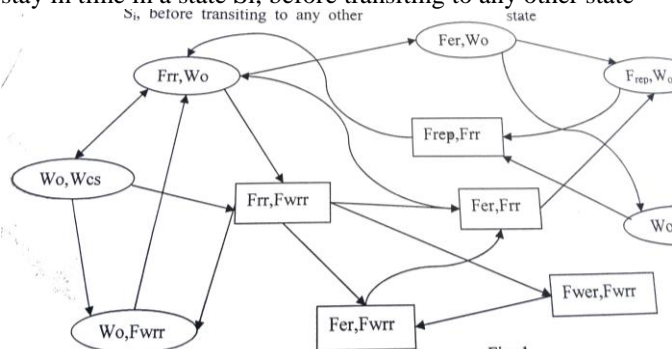 stay in time in a state Si, before transiting to any other state
Si, before transiting to any other state
Fer,Wo
Frr,Wo
Frep,Wo
Frep,Frr
Wo,Wcs
Frr,Fwrr
Fer,Frr
Wo
Fwer,Fwrr
Wo,Fwrr
Fer,Fwrr